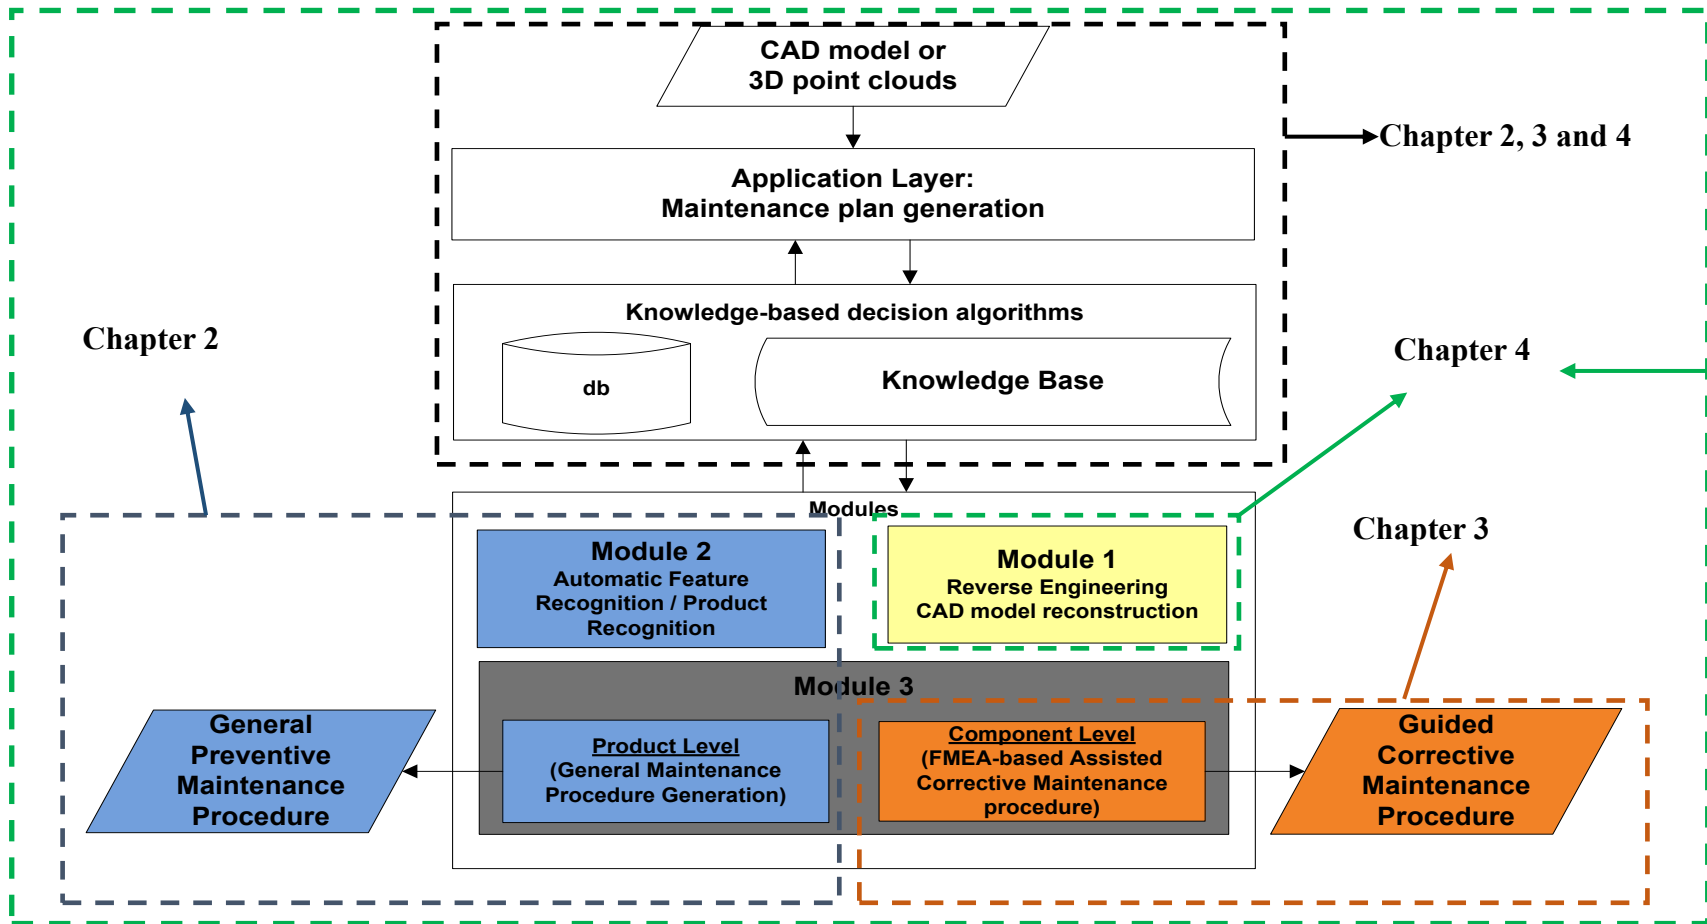 CAD model or
3D point clouds
Chapter 2, 3 and 4
Application Layer:
Maintenance plan generation
Knowledge-based decision algorithms
db
Knowledge Base
Chapter 2
Chapter 4
Modules
Module 2
Automatic Feature
Recognition / Product
Recognition
Module 1
Reverse Engineering
CAD model reconstruction
Chapter 3
Module 3
General
Preventive
Maintenance
Procedure
Product Level
(General Maintenance
Procedure Generation)
Component Level
(FMEA-based Assisted
Corrective Maintenance
procedure)
Guided
Corrective
Maintenance
Procedure